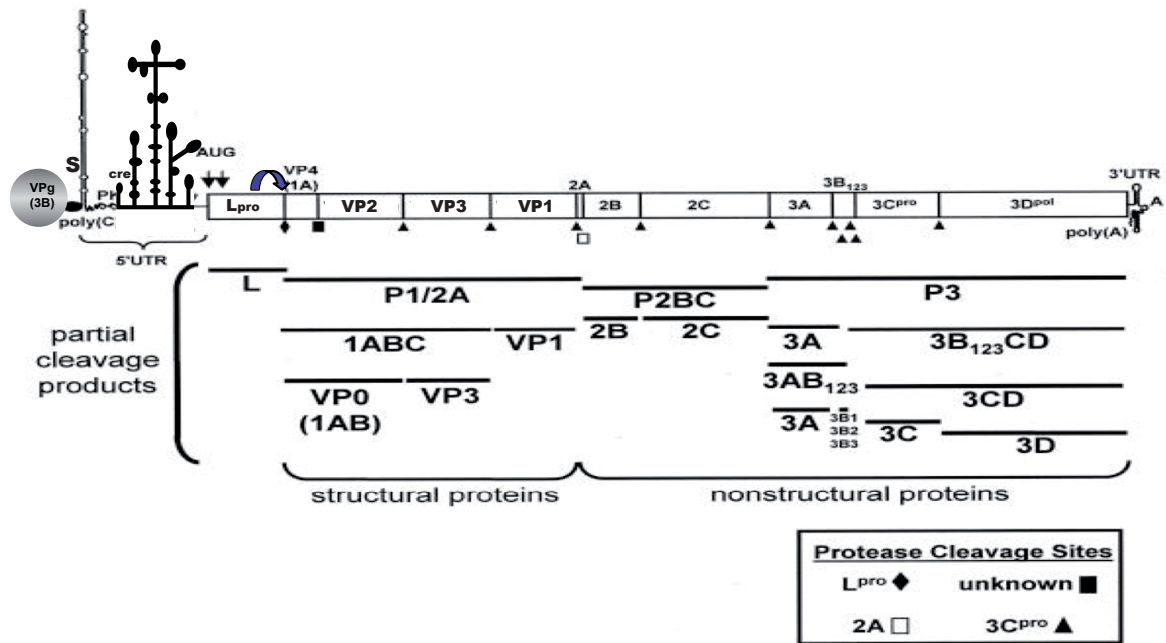 S
cre
AUG
VP4
(1A)
2A
3B123
3'UTR
VPg
(3B)
poly(C
Lpro
VP2
VP3
VP1
2B
2C
3A
3Cpro
3Dpol
A
poly(A)
5'UTR
L
P1/2A
P2BC
P3
partial
cleavage
products
1ABC
VP1
2B
2C
3A
3B123CD
VP0
(1AB)
VP3
3AB123
3CD
3A
3B1
3B2
3B3
3C
3D
structural proteins
nonstructural proteins
Protease Cleavage Sites
Lpro ◆ unknown ■
2A □ 3Cpro ▲